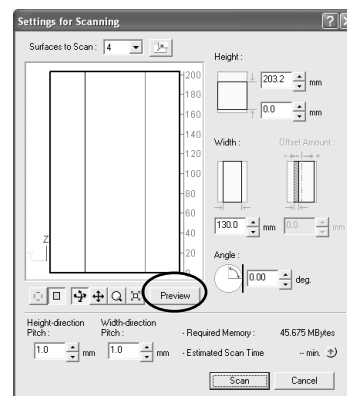 Settings for Scanning
Surfaces to Scan : 4
Height :
203.2 mm
0.0 mm
200
180
160
140
120
100
80
60
40
20
0
Z
Y
Width :
Offset Amount :
130.0 mm
0.0 mm
Angle :
0.00 deg.
Preview
Height-direction Pitch :
Width-direction Pitch :
1.0 mm
1.0 mm
- Required Memory : 45.675 MBytes
- Estimated Scan Time -- min.
Scan
Cancel